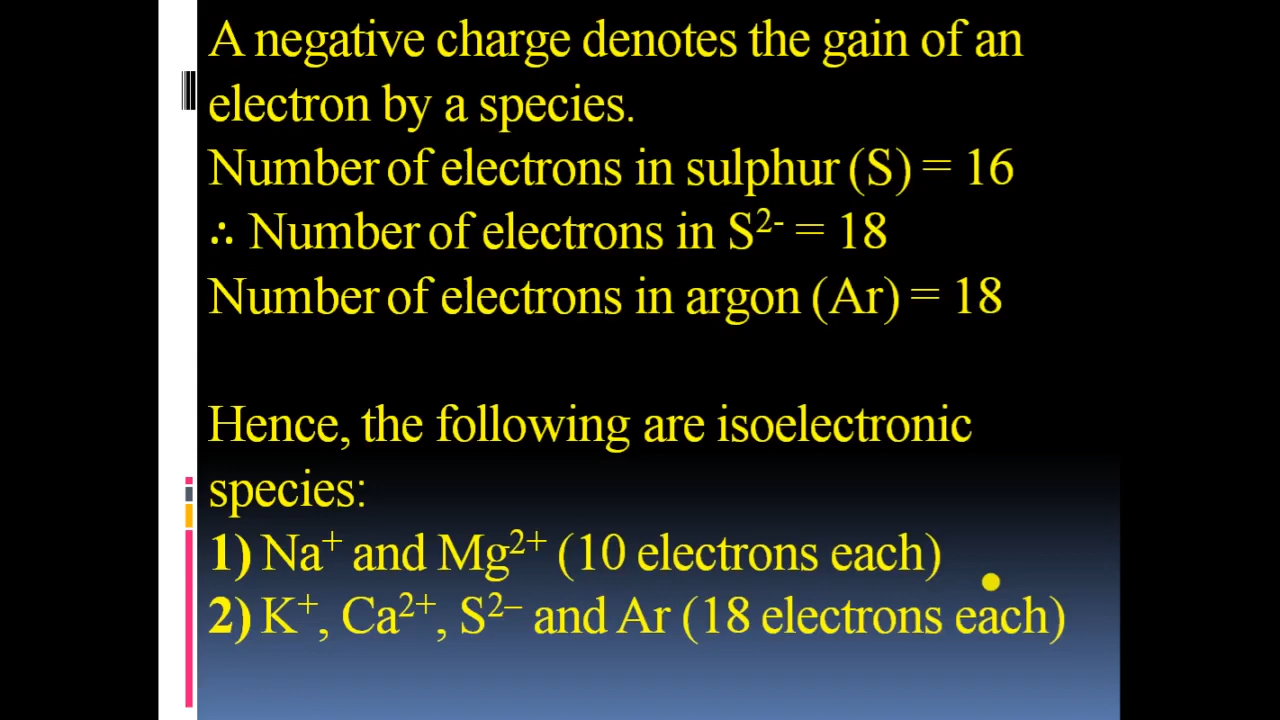 A negative charge denotes the gain of an
electron by a species.
Number of electrons in sulphur (S) = 16
∴ Number of electrons in S²⁻ = 18
Number of electrons in argon (Ar) = 18
Hence, the following are isoelectronic
species:
1) Na⁺ and Mg²⁺ (10 electrons each)
2) K⁺, Ca²⁺, S²⁻ and Ar (18 electrons each)